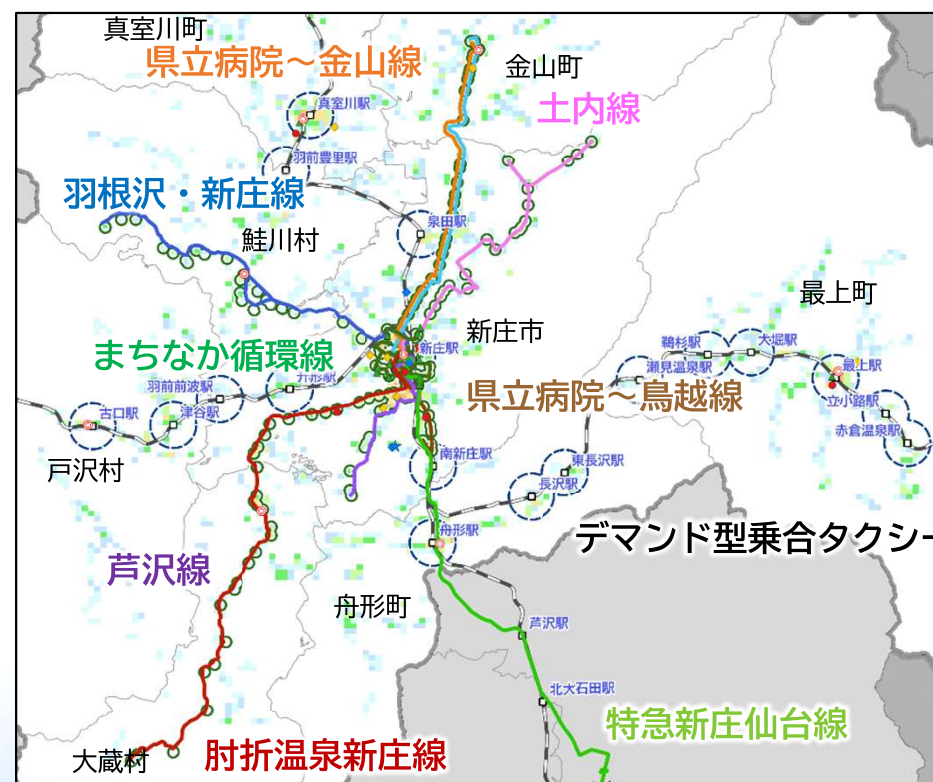 真室川町
県立病院～金山線
金山町
土内線
真室川駅
羽前豊里駅
羽根沢・新庄線
泉田駅
鮭川村
最上町
新庄市
鵜杉駅
大堀駅
まちなか循環線
新庄駅
瀬見温泉駅
最上駅
升形駅
羽前前波駅
県立病院～鳥越線
立小路駅
古口駅
津谷駅
赤倉温泉駅
戸沢村
南新庄駅
東長沢駅
長沢駅
舟形駅
デマンド型乗合タクシー
芦沢線
舟形町
芦沢駅
北大石田駅
特急新庄仙台線
大蔵村
肘折温泉新庄線